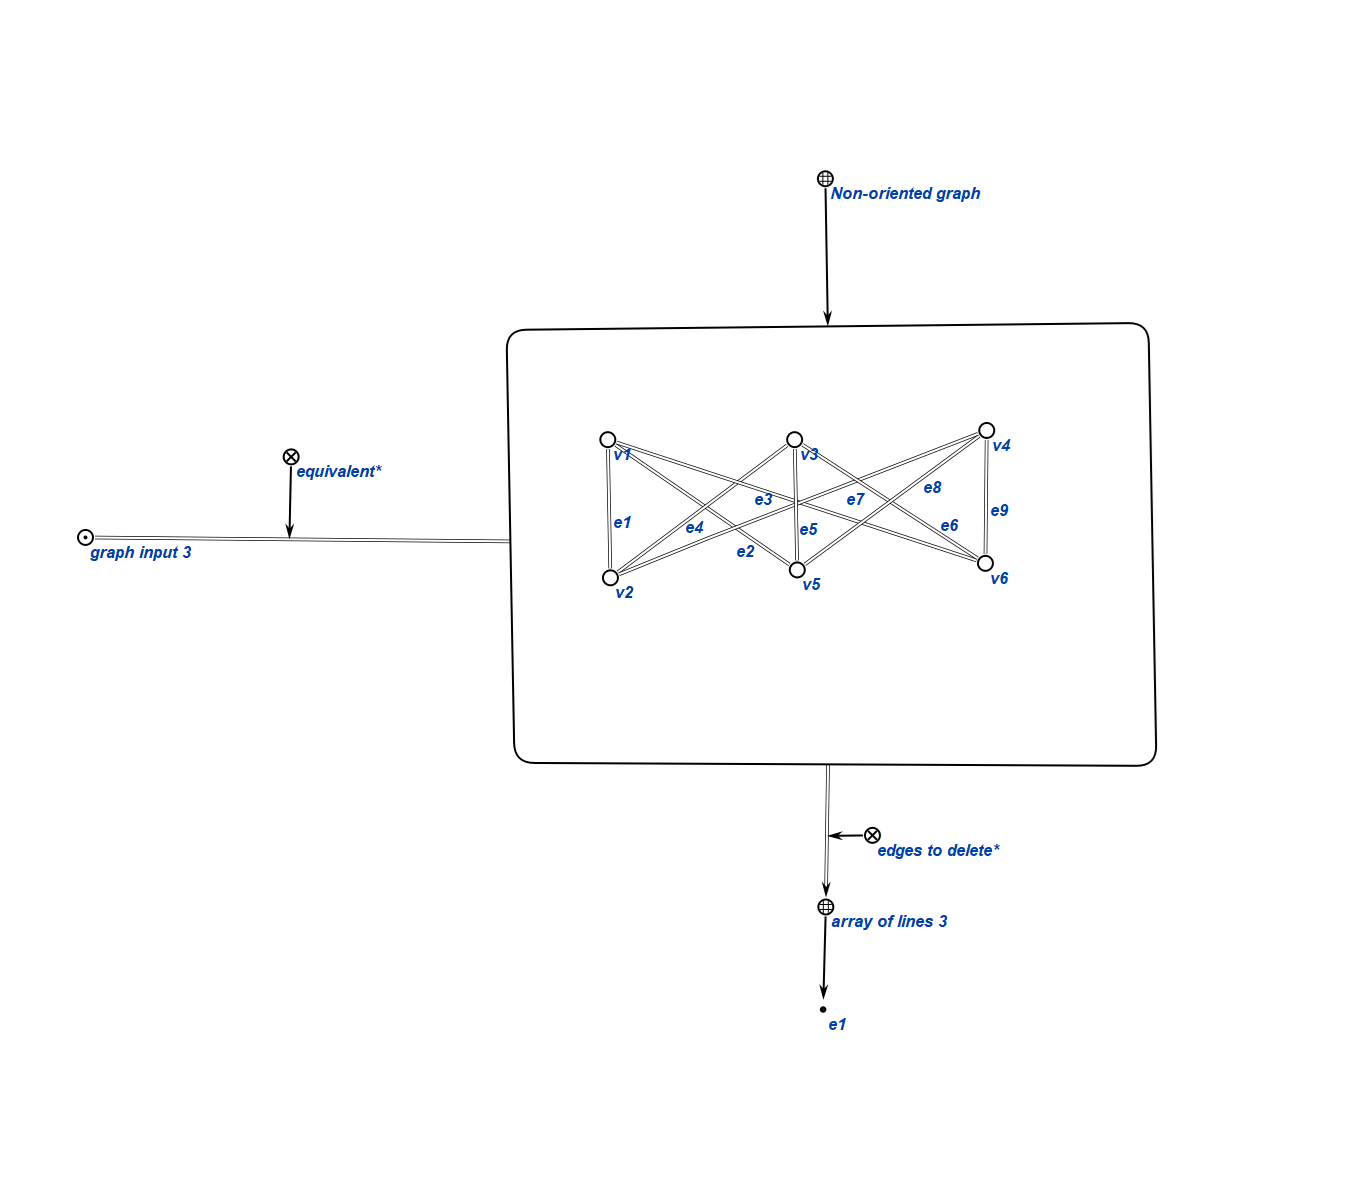 Non-oriented graph
v1
v3
v4
equivalent*
e3
e7
e8
e9
e1
e4
e5
e6
e2
graph input 3
v2
v5
v6
edges to delete*
array of lines 3
e1